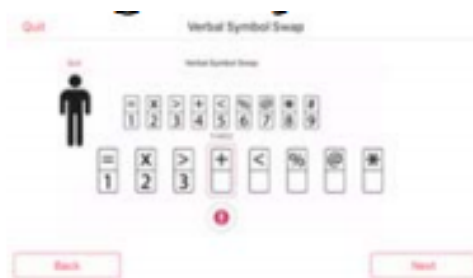 Quit Verbal Symbol Swap
Verbal Symbol Swap
= X > + < % @ * #
1 2 3 4 5 6 7 8 9
= X > + < % @ *
1 2 3
!
Back Next